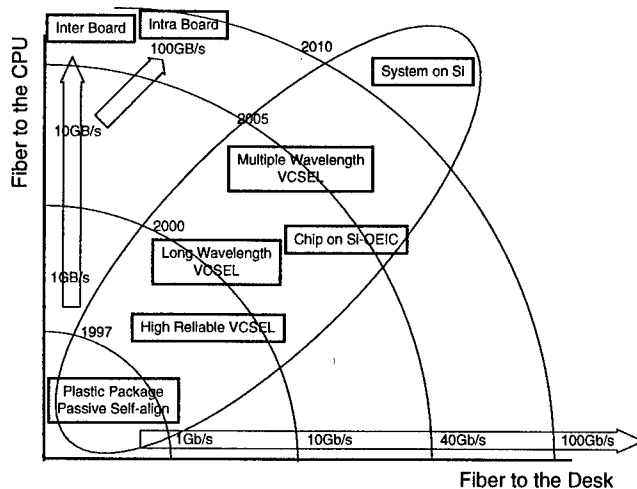 Inter Board
Intra Board
100GB/s
2010
System on Si
Fiber to the CPU
10GB/s
2005
Multiple Wavelength
VCSEL
2000
Chip on SI-OEIC
Long Wavelength
VCSEL
1GB/s
1997
High Reliable VCSEL
Plastic Package
Passive Self-align
1Gb/s
10Gb/s
40Gb/s
100Gb/s
Fiber to the Desk